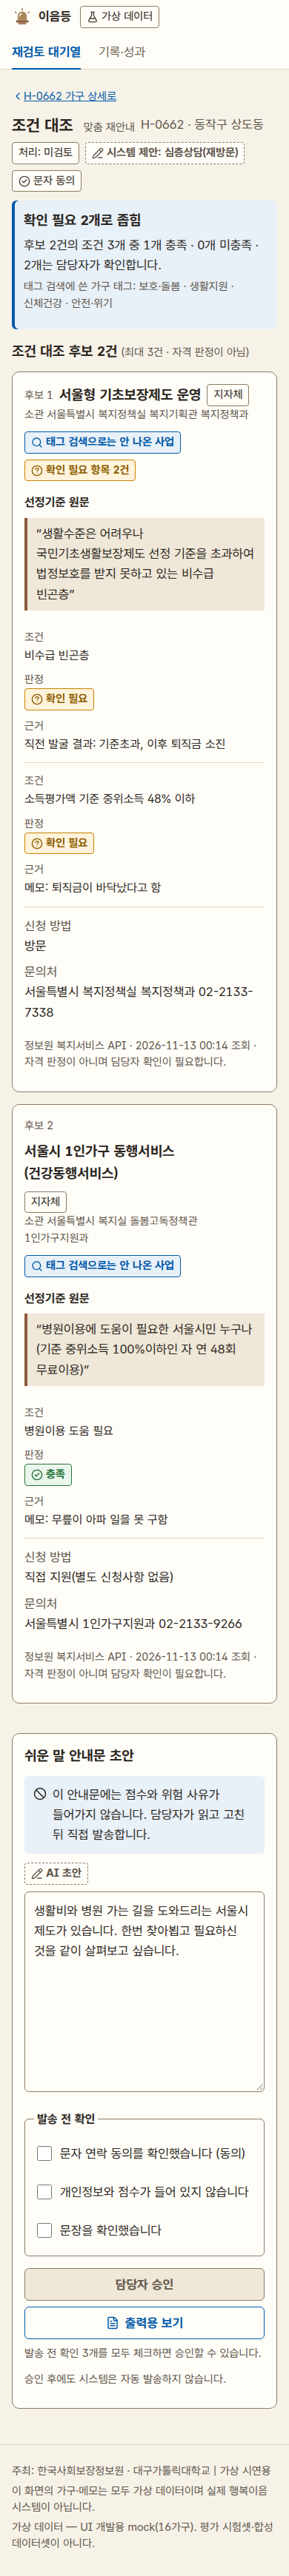 이음등 가상 데이터
재검토 대기열 기록·성과
H-0662 가구 상세로
조건 대조 맞춤 재안내 H-0662 · 동작구 상도동
처리: 미검토 시스템 제안: 심층상담(재방문)
문자 동의
확인 필요 2개로 좁힘
후보 2건의 조건 3개 중 1개 충족 · 0개 미충족 ·
2개는 담당자가 확인합니다.
태그 검색에 쓴 가구 태그: 보호·돌봄 · 생활지원 ·
신체건강 · 안전·위기
조건 대조 후보 2건 (최대 3건 · 자격 판정이 아님)
후보 1 서울형 기초보장제도 운영 지자체
소관 서울특별시 복지정책실 복지기획관 복지정책과
태그 검색으로는 안 나온 사업
확인 필요 항목 2건
선정기준 원문
“생활수준은 어려우나
국민기초생활보장제도 선정 기준을 초과하여
법정보호를 받지 못하고 있는 비수급
빈곤층”
조건
비수급 빈곤층
판정
확인 필요
근거
직전 발굴 결과: 기준초과, 이후 퇴직금 소진
조건
소득평가액 기준 중위소득 48% 이하
판정
확인 필요
근거
메모: 퇴직금이 바닥났다고 함
신청 방법
방문
문의처
서울특별시 복지정책실 복지정책과 02-2133-
7338
정보원 복지서비스 API · 2026-11-13 00:14 조회 ·
자격 판정이 아니며 담당자 확인이 필요합니다.
후보 2
서울시 1인가구 동행서비스
(건강동행서비스)
지자체
소관 서울특별시 복지실 돌봄고독정책관
1인가구지원과
태그 검색으로는 안 나온 사업
선정기준 원문
“병원이용에 도움이 필요한 서울시민 누구나
(기준 중위소득 100%이하인 자 연 48회
무료이용)”
조건
병원이용 도움 필요
판정
충족
근거
메모: 무릎이 아파 일을 못 구함
신청 방법
직접 지원(별도 신청사항 없음)
문의처
서울특별시 1인가구지원과 02-2133-9266
정보원 복지서비스 API · 2026-11-13 00:14 조회 ·
자격 판정이 아니며 담당자 확인이 필요합니다.
쉬운 말 안내문 초안
이 안내문에는 점수와 위험 사유가
들어가지 않습니다. 담당자가 읽고 고친
뒤 직접 발송합니다.
AI 초안
생활비와 병원 가는 길을 도와드리는 서울시
제도가 있습니다. 한번 찾아뵙고 필요하신
것을 같이 살펴보고 싶습니다.
발송 전 확인
문자 연락 동의를 확인했습니다 (동의)
개인정보와 점수가 들어 있지 않습니다
문장을 확인했습니다
담당자 승인
출력용 보기
발송 전 확인 3개를 모두 체크하면 승인할 수 있습니다.
승인 후에도 시스템은 자동 발송하지 않습니다.
주최: 한국사회보장정보원 · 대구가톨릭대학교 | 가상 시연용
이 화면의 가구·메모는 모두 가상 데이터이며 실제 행복이음
시스템이 아닙니다.
가상 데이터 — UI 개발용 mock(16가구). 평가 시험셋·합성
데이터셋이 아니다.